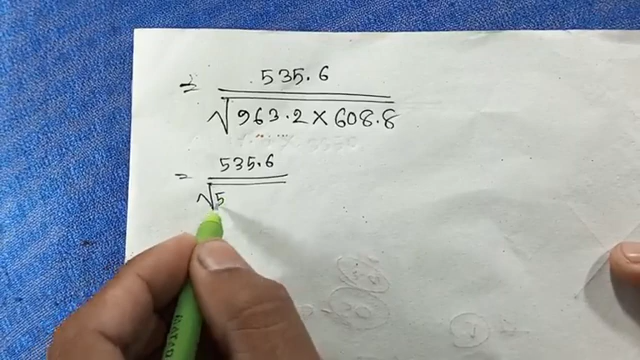 = 535.6
√963.2×608.8
= 535.6
√5